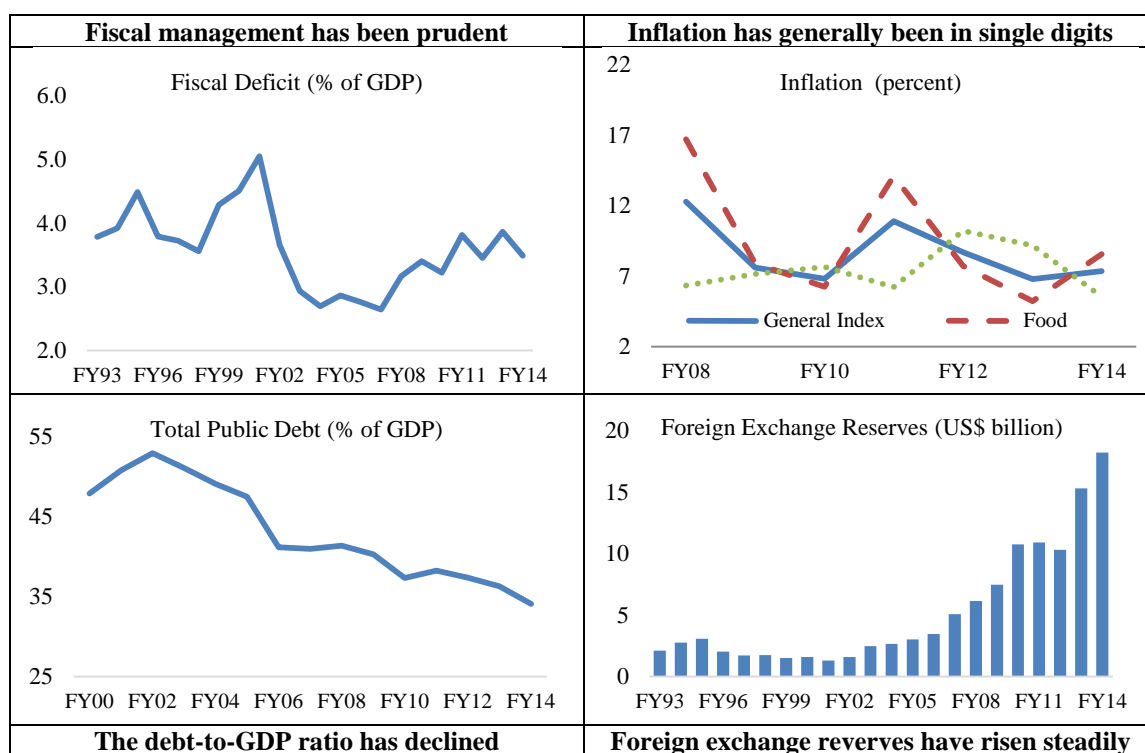 Fiscal management has been prudent
Inflation has generally been in single digits
Fiscal Deficit (% of GDP)
6.0
5.0
4.0
3.0
2.0
FY93 FY96 FY99 FY02 FY05 FY08 FY11 FY14
Inflation (percent)
22
17
12
7
2
General Index Food
FY08 FY10 FY12 FY14
Total Public Debt (% of GDP)
55
45
35
25
FY00 FY02 FY04 FY06 FY08 FY10 FY12 FY14
Foreign Exchange Reserves (US$ billion)
20
15
10
5
0
FY93 FY96 FY99 FY02 FY05 FY08 FY11 FY14
The debt-to-GDP ratio has declined
Foreign exchange reverves have risen steadily